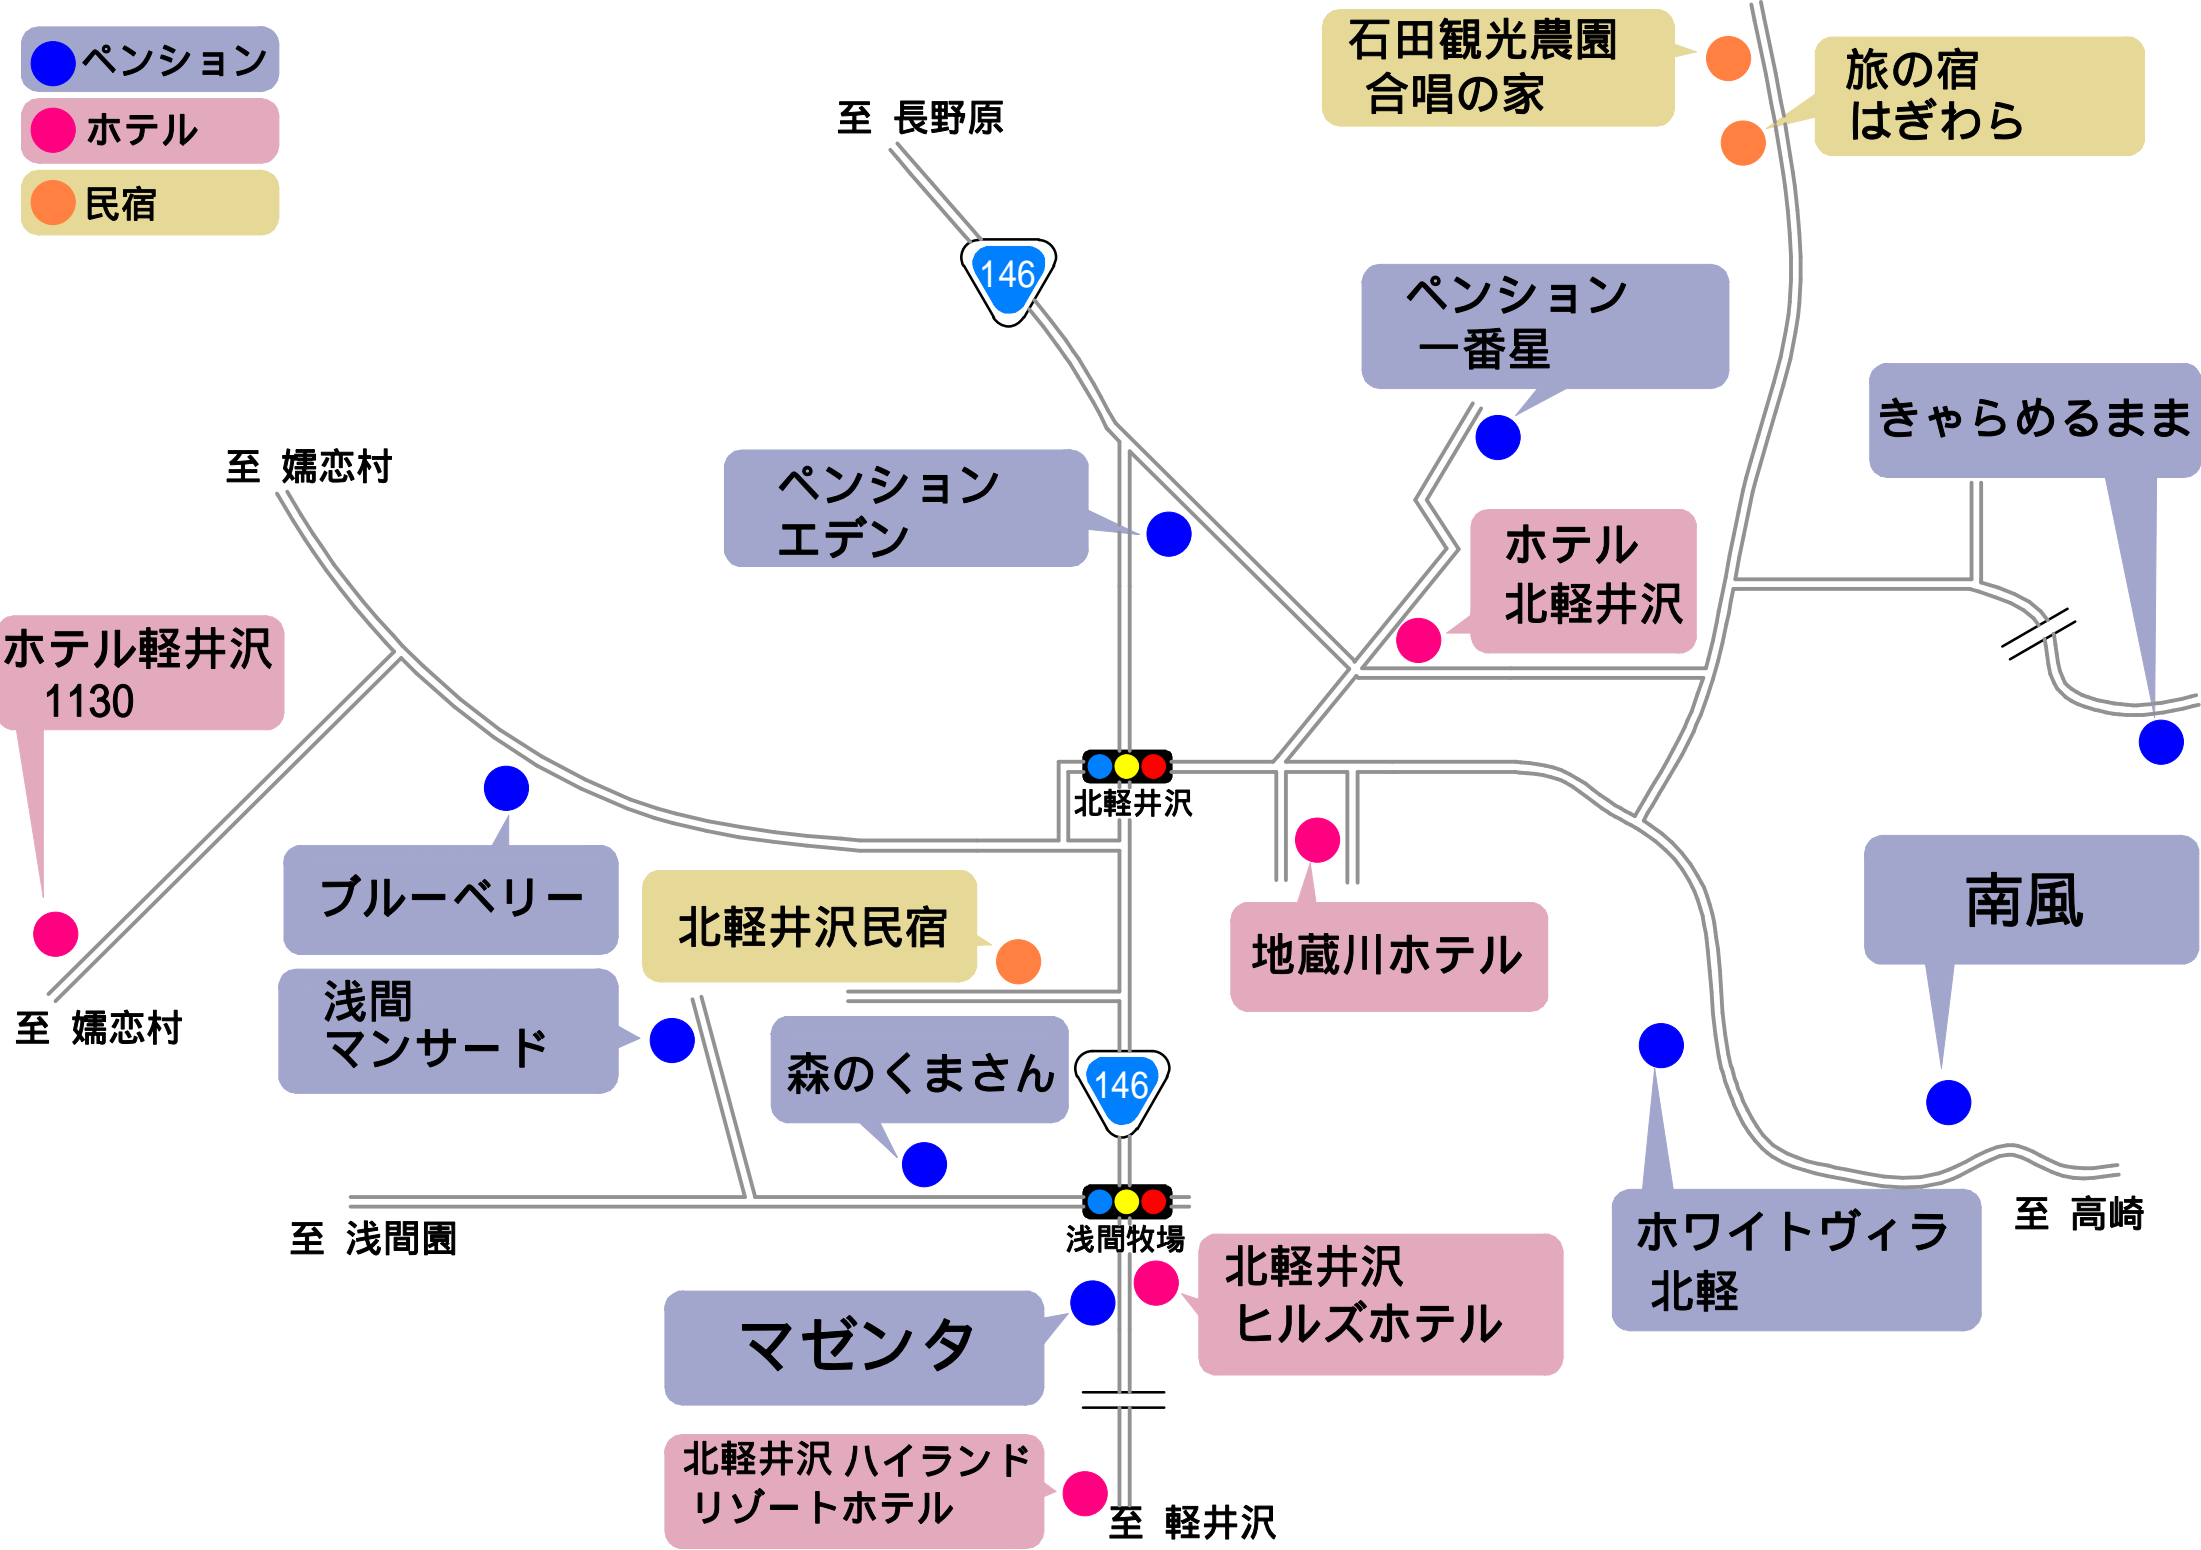 ペンション
ホテル
民宿
石田観光農園
合唱の家
旅の宿
はぎわら
至 長野原
146
ペンション
一番星
きゃらめるまま
至 嬬恋村
ペンション
エデン
ホテル
北軽井沢
ホテル軽井沢
1130
北軽井沢
ブルーベリー
北軽井沢民宿
地蔵川ホテル
南風
浅間
マンサード
至 嬬恋村
森のくまさん
146
至 浅間園
浅間牧場
至 高崎
ホワイトヴィラ
北軽
北軽井沢
ヒルズホテル
マゼンタ
北軽井沢 ハイランド
リゾートホテル
至 軽井沢